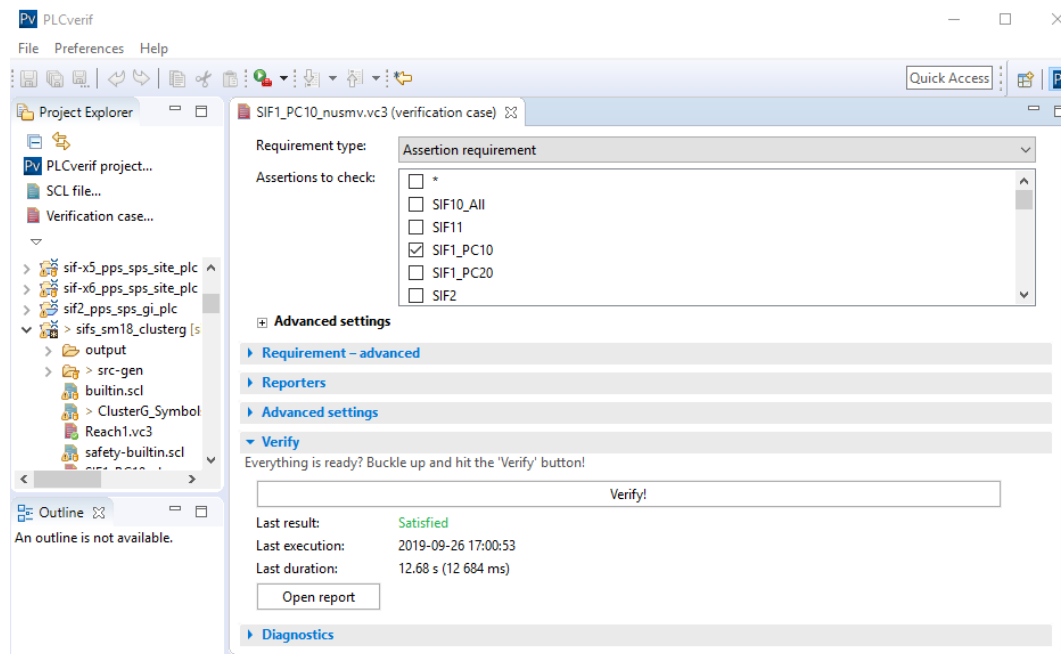 Pv PLCverif
File Preferences Help
Quick Access
Project Explorer
Pv PLCverif project...
SCL file...
Verification case...
sif-x5_pps_sps_site_plc
sif-x6_pps_sps_site_plc
sif2_pps_sps_gi_plc
> sifs_sm18_clusterg [s
output
> src-gen
builtin.scl
> ClusterG_Symbol
Reach1.vc3
safety-builtin.scl
Outline
An outline is not available.
SIF1_PC10_nusmv.vc3 (verification case)
Requirement type:
Assertion requirement
Assertions to check:
*
SIF10_All
SIF11
SIF1_PC10
SIF1_PC20
SIF2
Advanced settings
Requirement – advanced
Reporters
Advanced settings
Verify
Everything is ready? Buckle up and hit the 'Verify' button!
Verify!
Last result: Satisfied
Last execution: 2019-09-26 17:00:53
Last duration: 12.68 s (12 684 ms)
Open report
Diagnostics